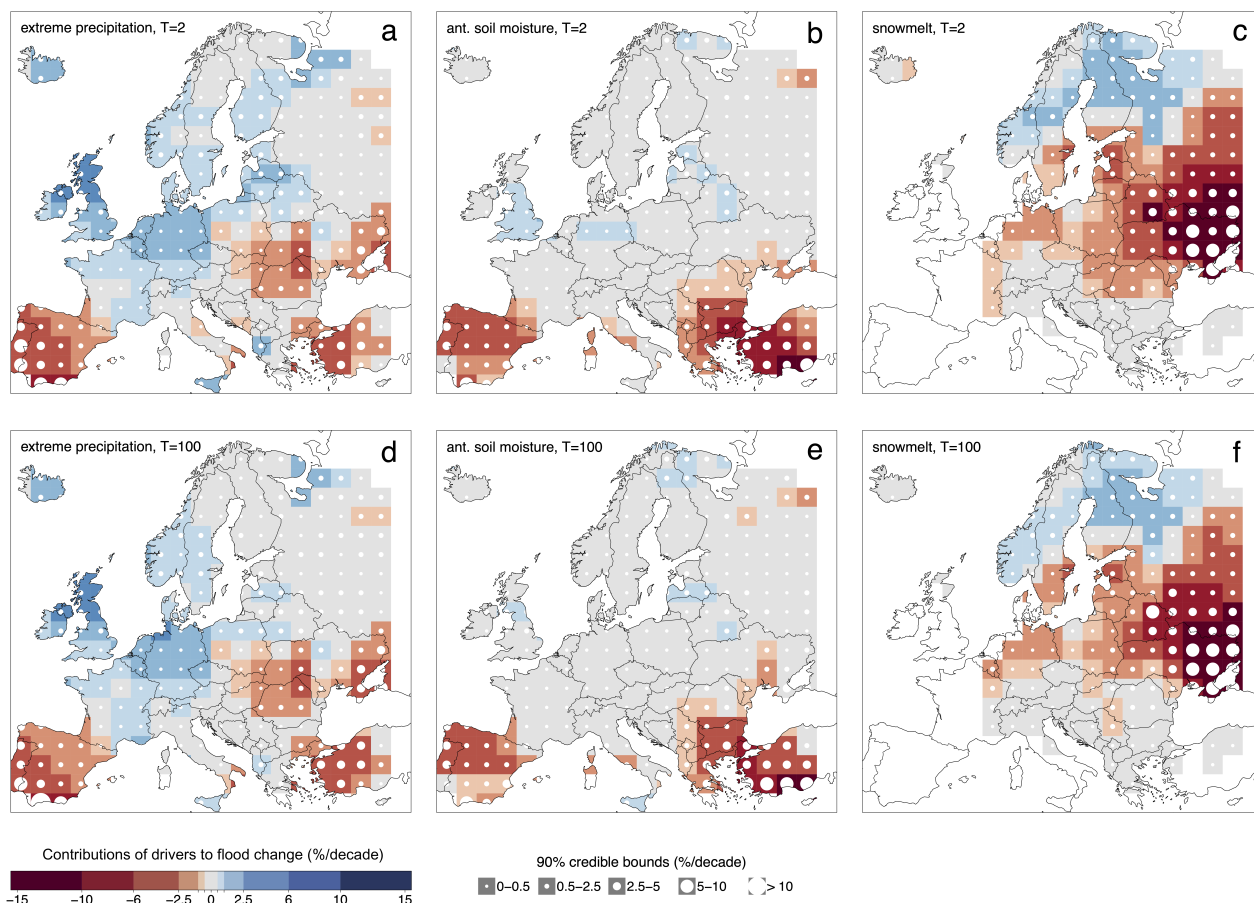 extreme precipitation, T=2
a
ant. soil moisture, T=2
b
snowmelt, T=2
c
extreme precipitation, T=100
d
ant. soil moisture, T=100
e
snowmelt, T=100
f
Contributions of drivers to flood change (%/decade)
−15 −10 −6 −2.5 0 2.5 6 10 15
90% credible bounds (%/decade)
0−0.5 0.5−2.5 2.5−5 5−10 > 10